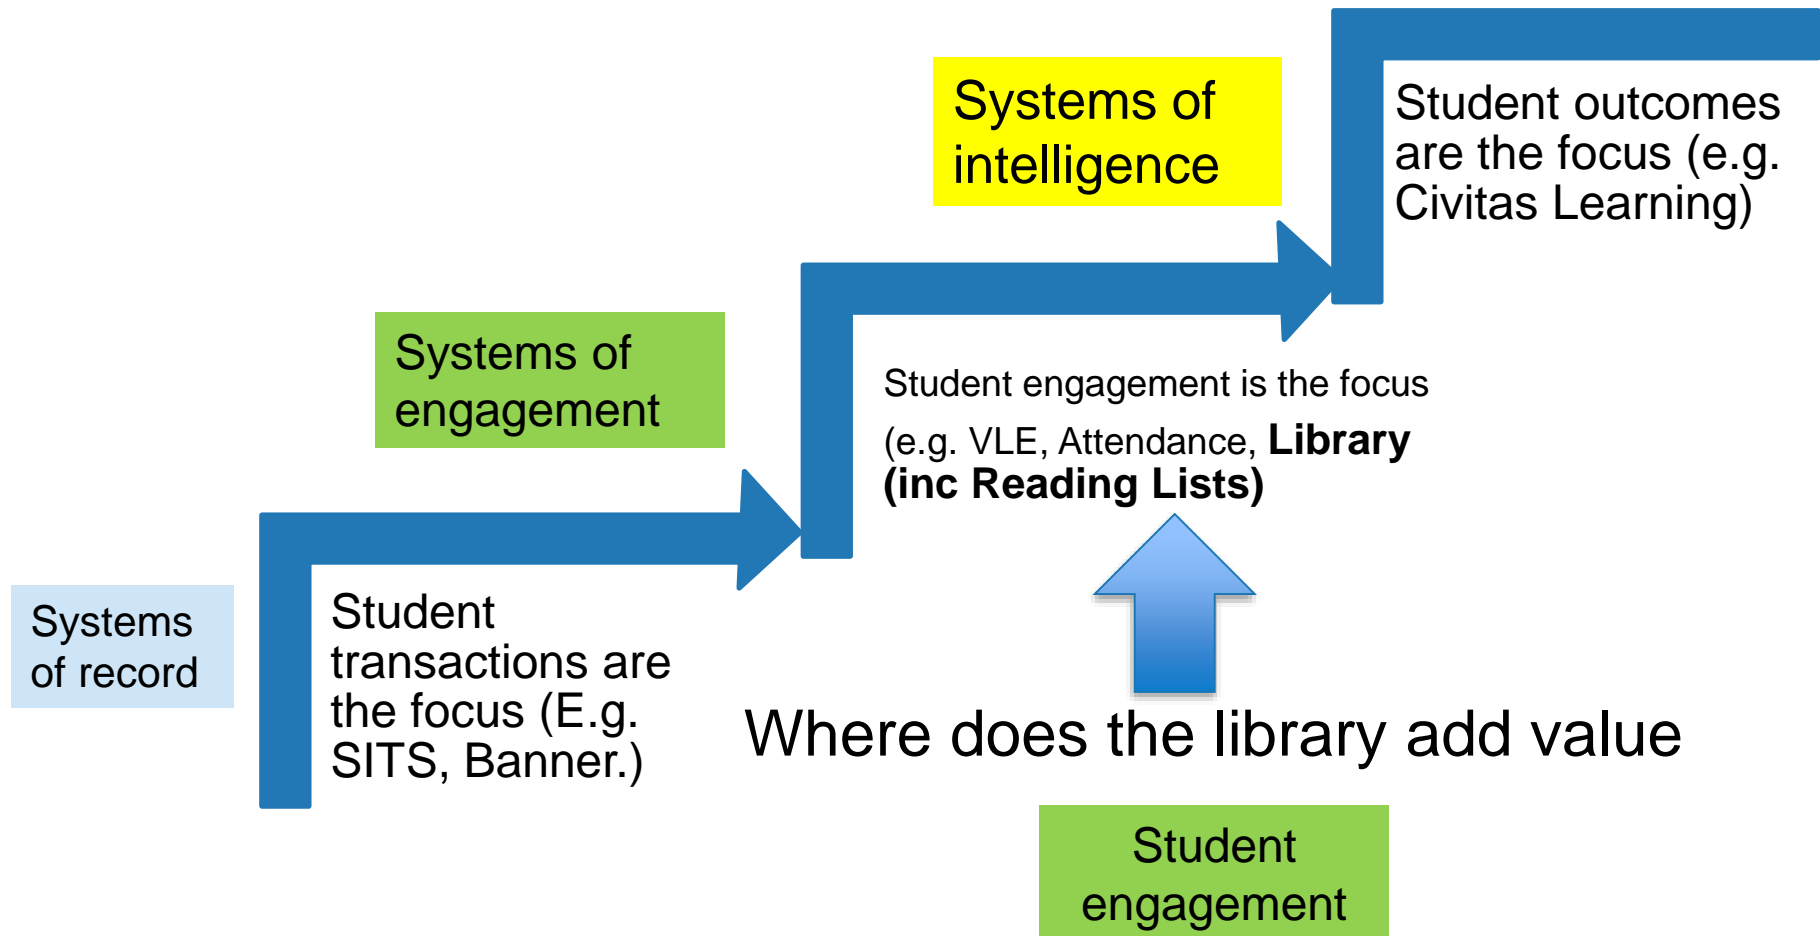 Systems of
intelligence
Student outcomes
are the focus (e.g.
Civitas Learning)
Systems of
engagement
Student engagement is the focus
(e.g. VLE, Attendance, Library
(inc Reading Lists)
Systems
of record
Student
transactions are
the focus (E.g.
SITS, Banner.)
Where does the library add value
Student
engagement